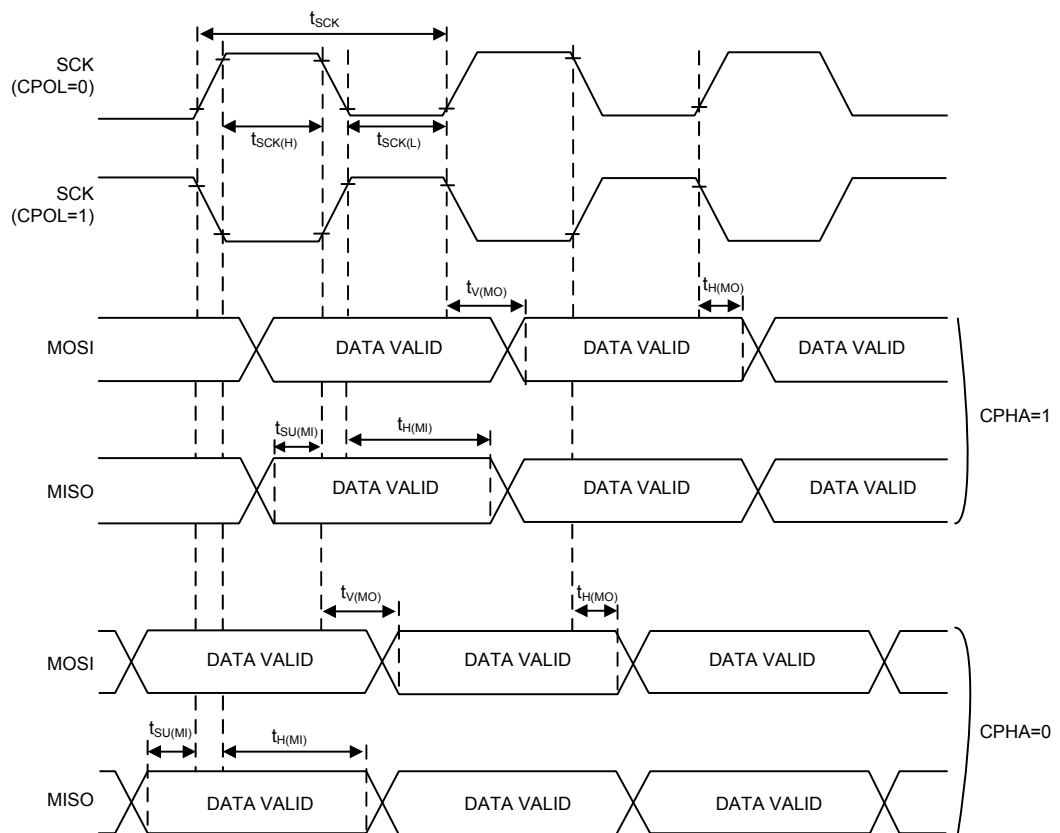 tSCK
SCK
(CPOL=0)
tSCK(H)
tSCK(L)
SCK
(CPOL=1)
tV(MO)
tH(MO)
MOSI
DATA VALID
DATA VALID
DATA VALID
CPHA=1
tSU(MI)
tH(MI)
MISO
DATA VALID
DATA VALID
DATA VALID
tV(MO)
tH(MO)
MOSI
DATA VALID
DATA VALID
DATA VALID
CPHA=0
tSU(MI)
tH(MI)
MISO
DATA VALID
DATA VALID
DATA VALID